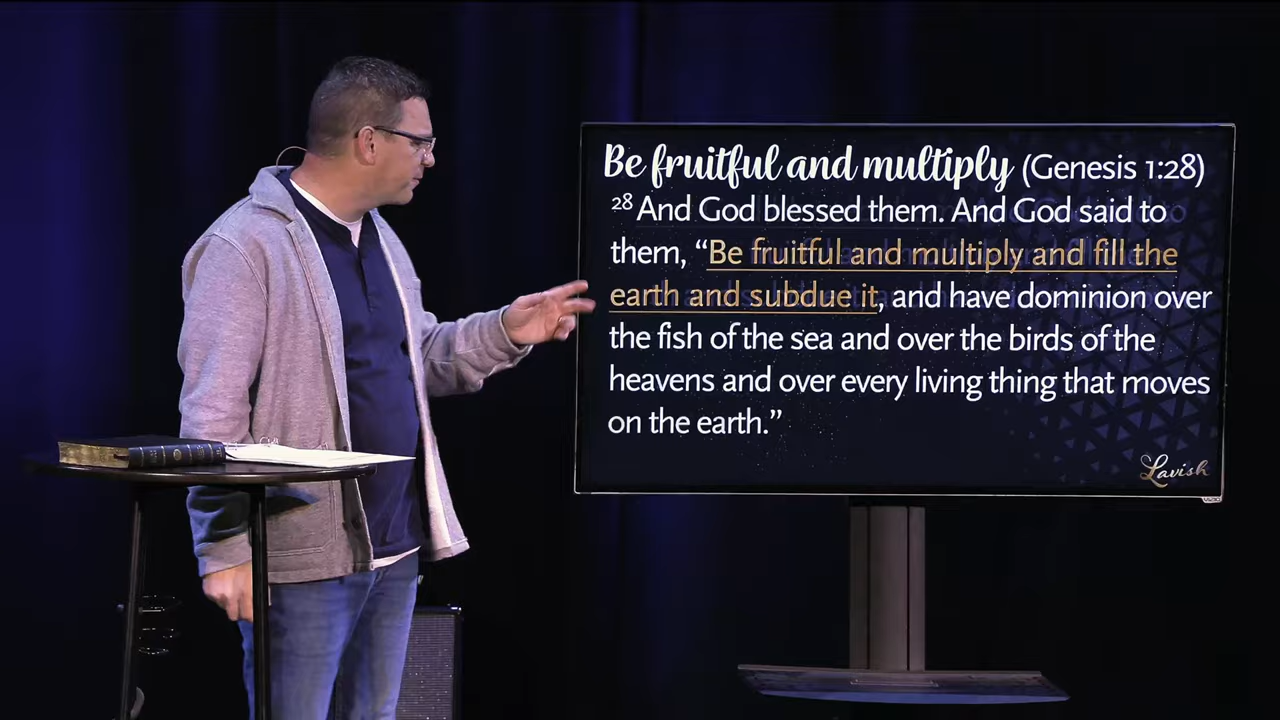 Be fruitful and multiply (Genesis 1:28)
28 And God blessed them. And God said to
them, “Be fruitful and multiply and fill the
earth and subdue it, and have dominion over
the fish of the sea and over the birds of the
heavens and over every living thing that moves
on the earth.”
Lavish